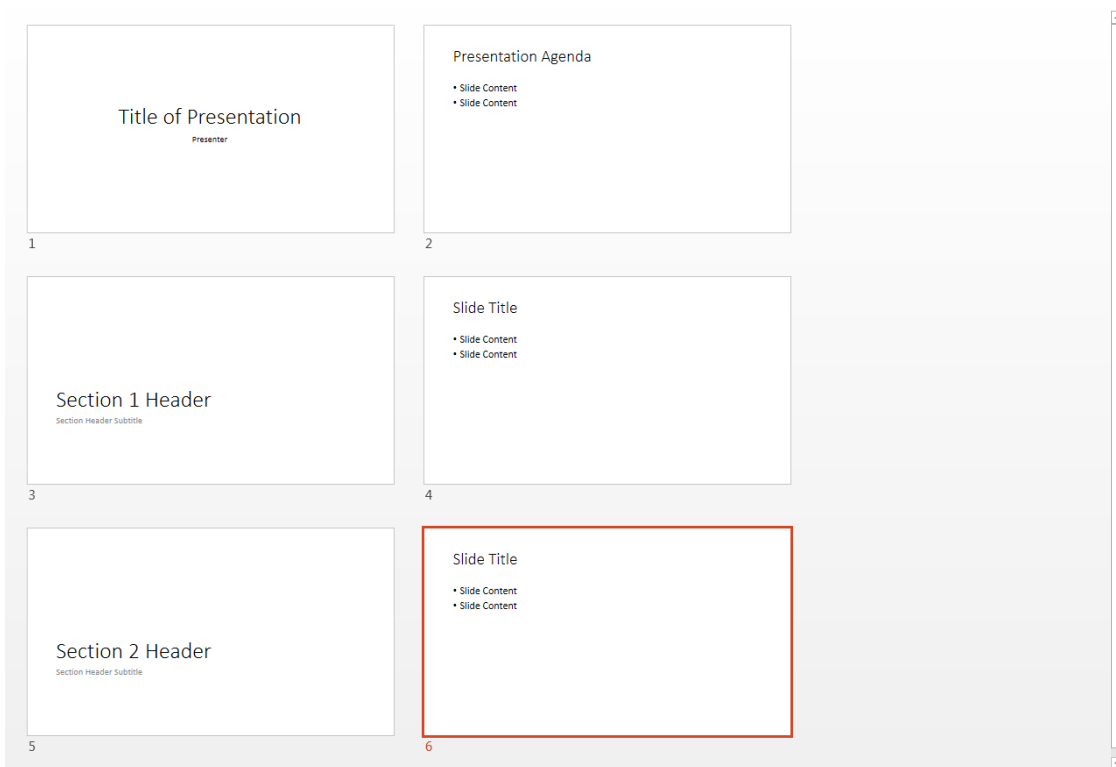 Title of Presentation
Presenter
1
Presentation Agenda
• Slide Content
• Slide Content
2
Section 1 Header
Section Header Subtitle
3
Slide Title
• Slide Content
• Slide Content
4
Section 2 Header
Section Header Subtitle
5
Slide Title
• Slide Content
• Slide Content
6